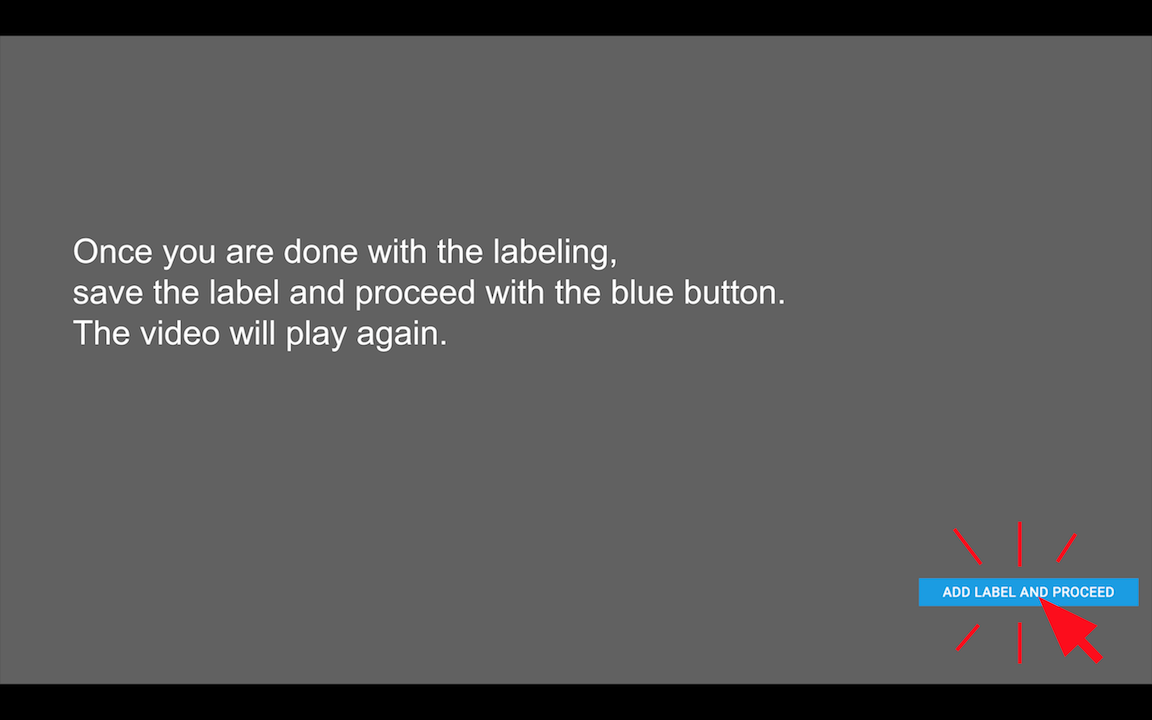 Once you are done with the labeling,
save the label and proceed with the blue button.
The video will play again.
ADD LABEL AND PROCEED